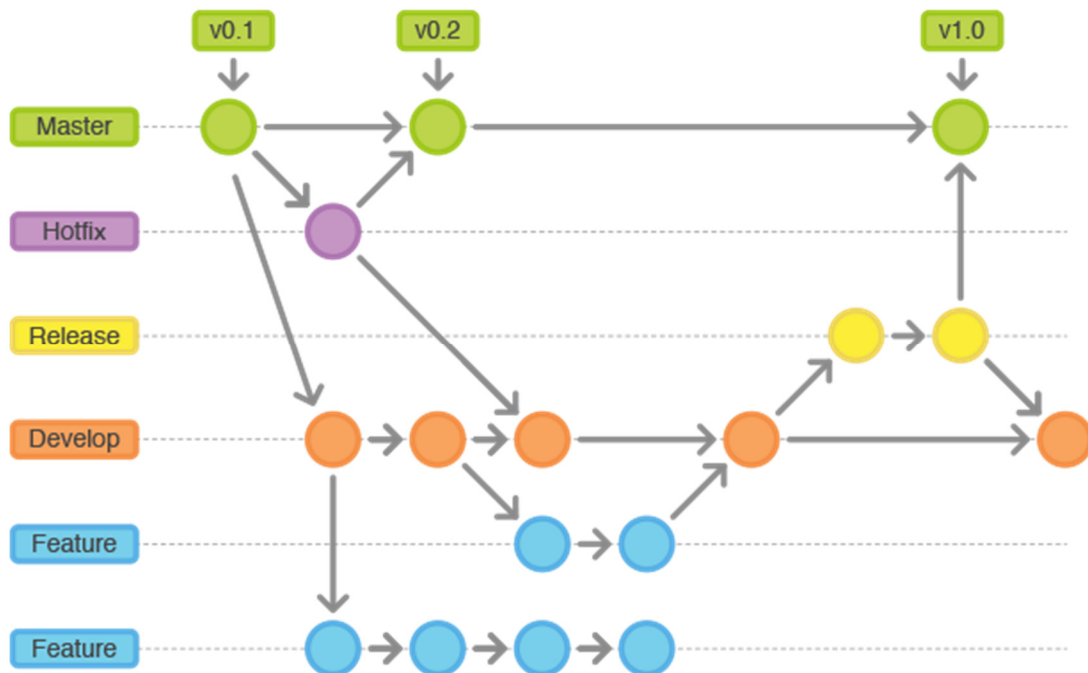 v0.1
v0.2
v1.0
Master
Hotfix
Release
Develop
Feature
Feature